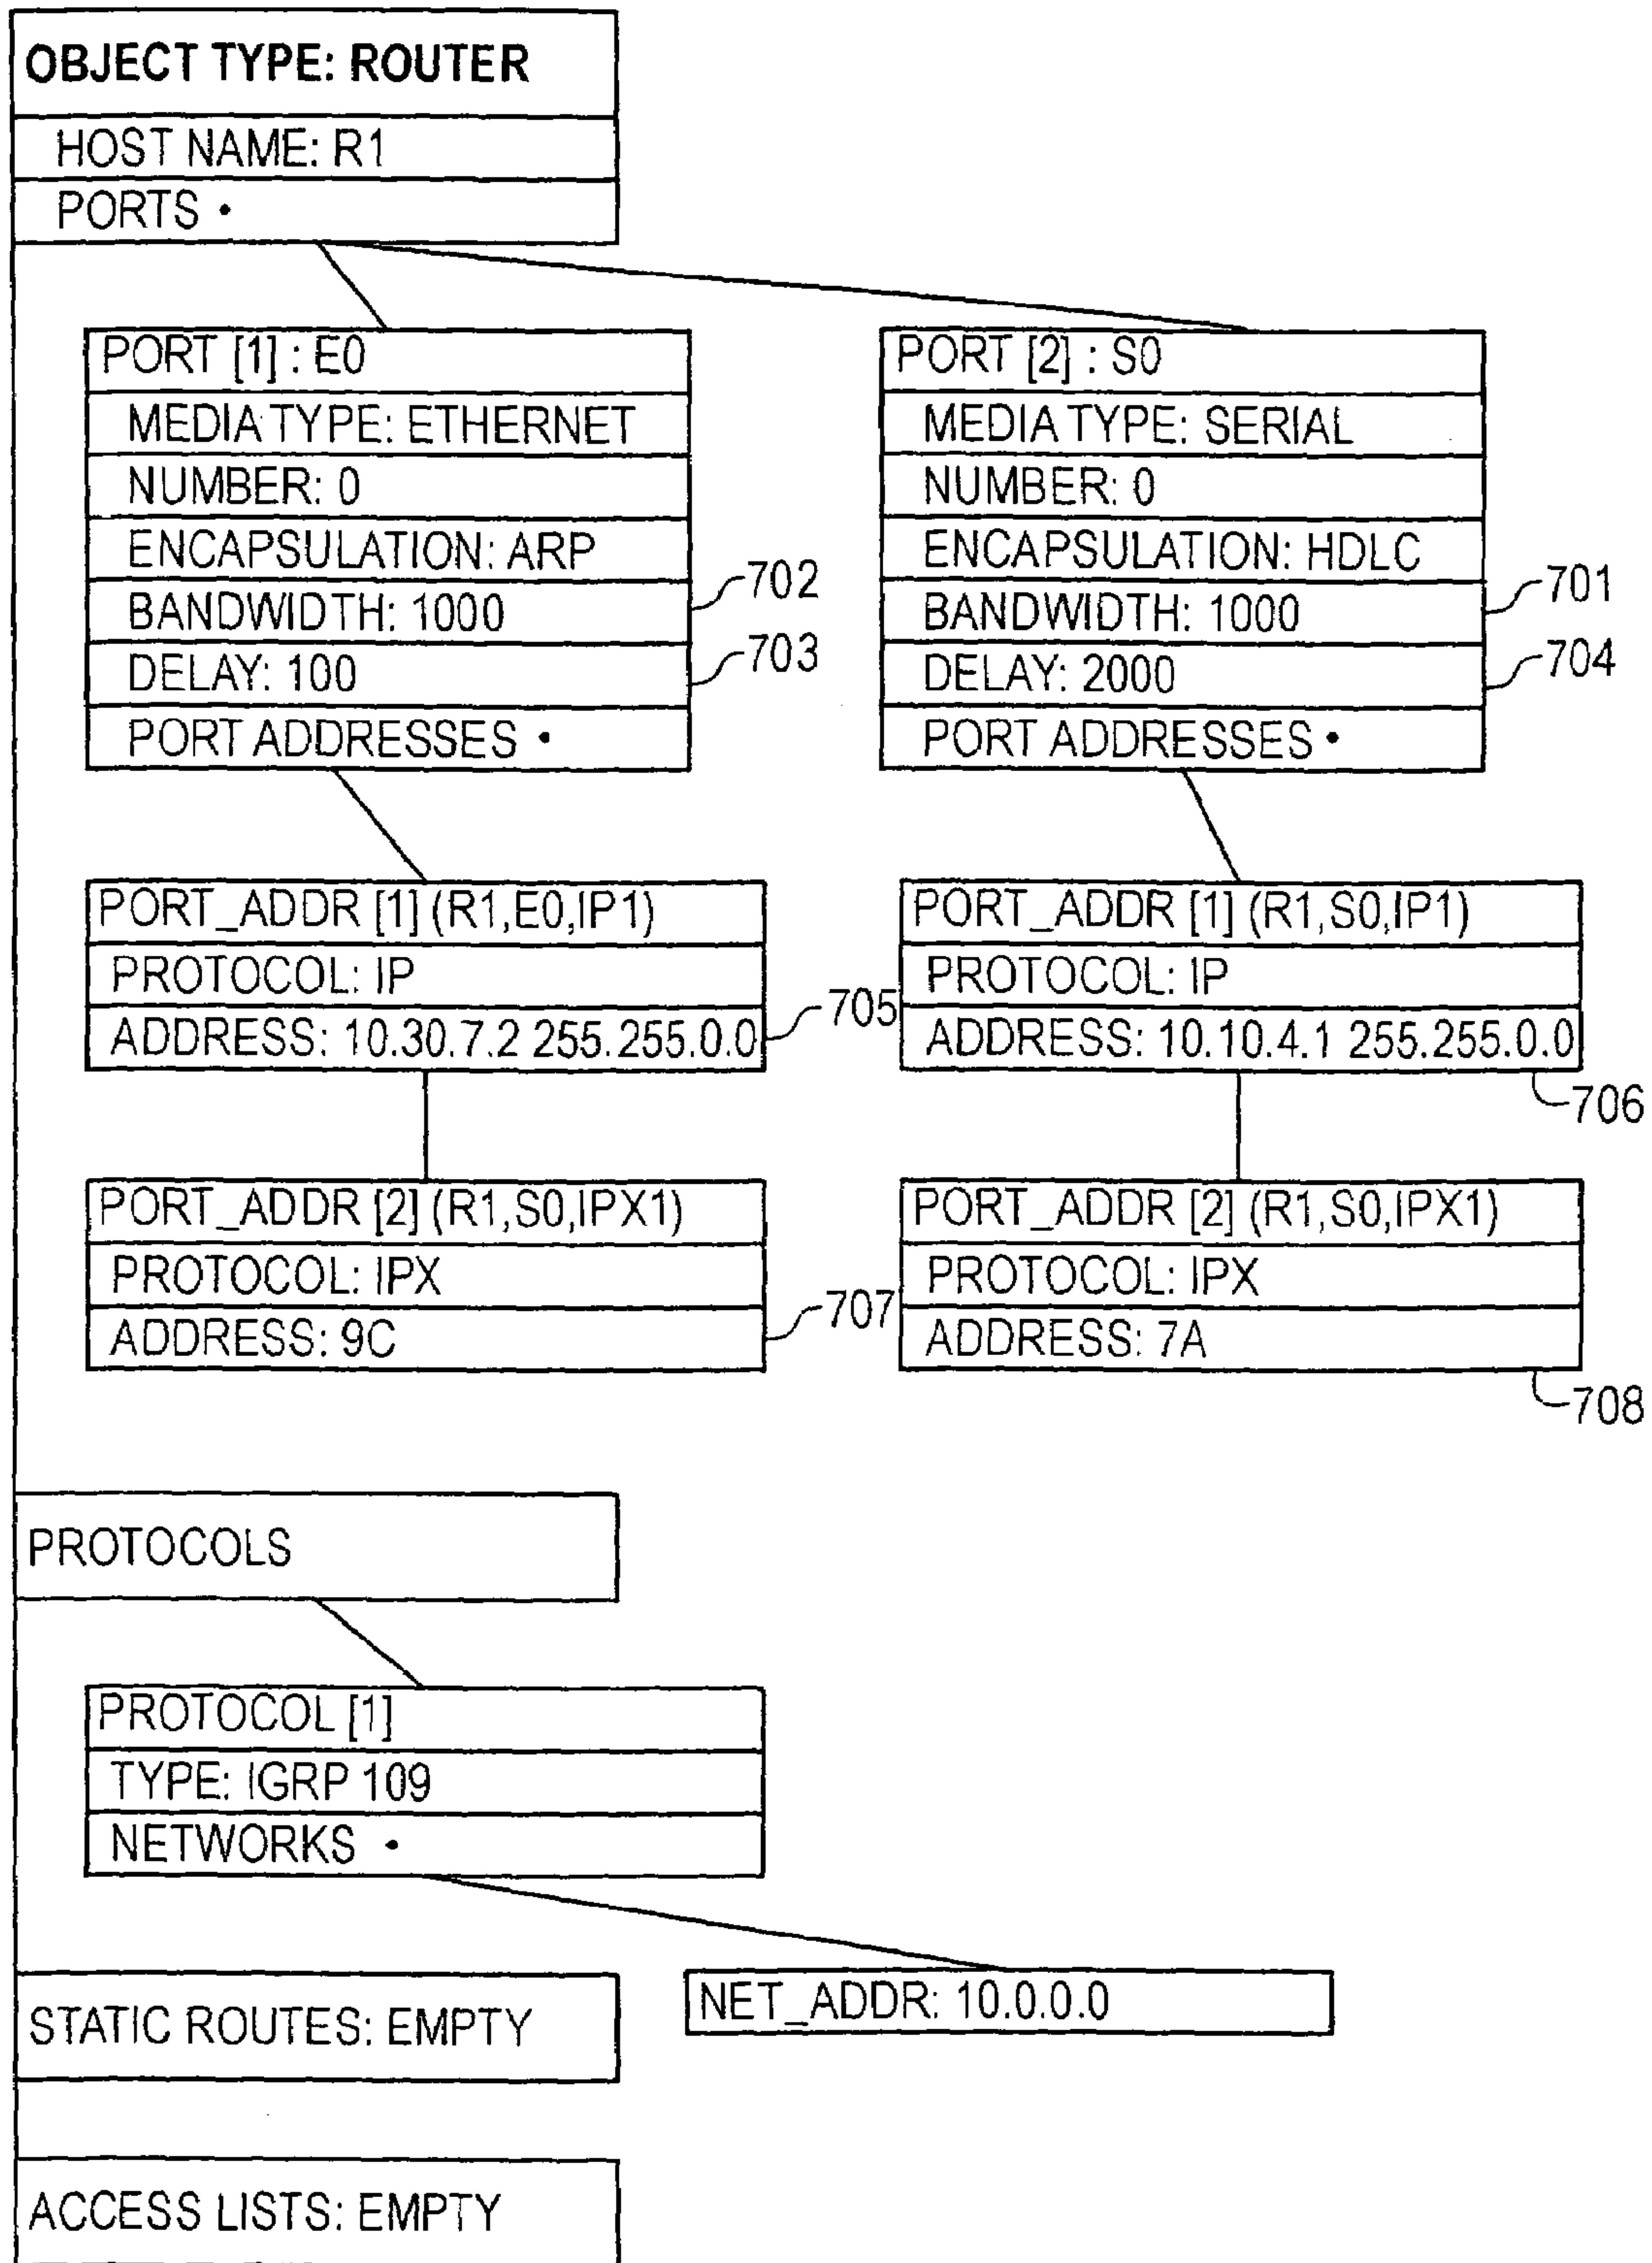 OBJECT TYPE: ROUTER
HOST NAME: R1
PORTS •
PORT [1] : E0
MEDIA TYPE: ETHERNET
NUMBER: 0
ENCAPSULATION: ARP
BANDWIDTH: 1000
702
DELAY: 100
703
PORT ADDRESSES •
PORT [2] : S0
MEDIA TYPE: SERIAL
NUMBER: 0
ENCAPSULATION: HDLC
BANDWIDTH: 1000
701
DELAY: 2000
704
PORT ADDRESSES •
PORT_ADDR [1] (R1,E0,IP1)
PROTOCOL: IP
ADDRESS: 10.30.7.2 255.255.0.0
705
PORT_ADDR [1] (R1,S0,IP1)
PROTOCOL: IP
ADDRESS: 10.10.4.1 255.255.0.0
706
PORT_ADDR [2] (R1,S0,IPX1)
PROTOCOL: IPX
ADDRESS: 9C
707
PORT_ADDR [2] (R1,S0,IPX1)
PROTOCOL: IPX
ADDRESS: 7A
708
PROTOCOLS
PROTOCOL [1]
TYPE: IGRP 109
NETWORKS •
NET_ADDR: 10.0.0.0
STATIC ROUTES: EMPTY
ACCESS LISTS: EMPTY